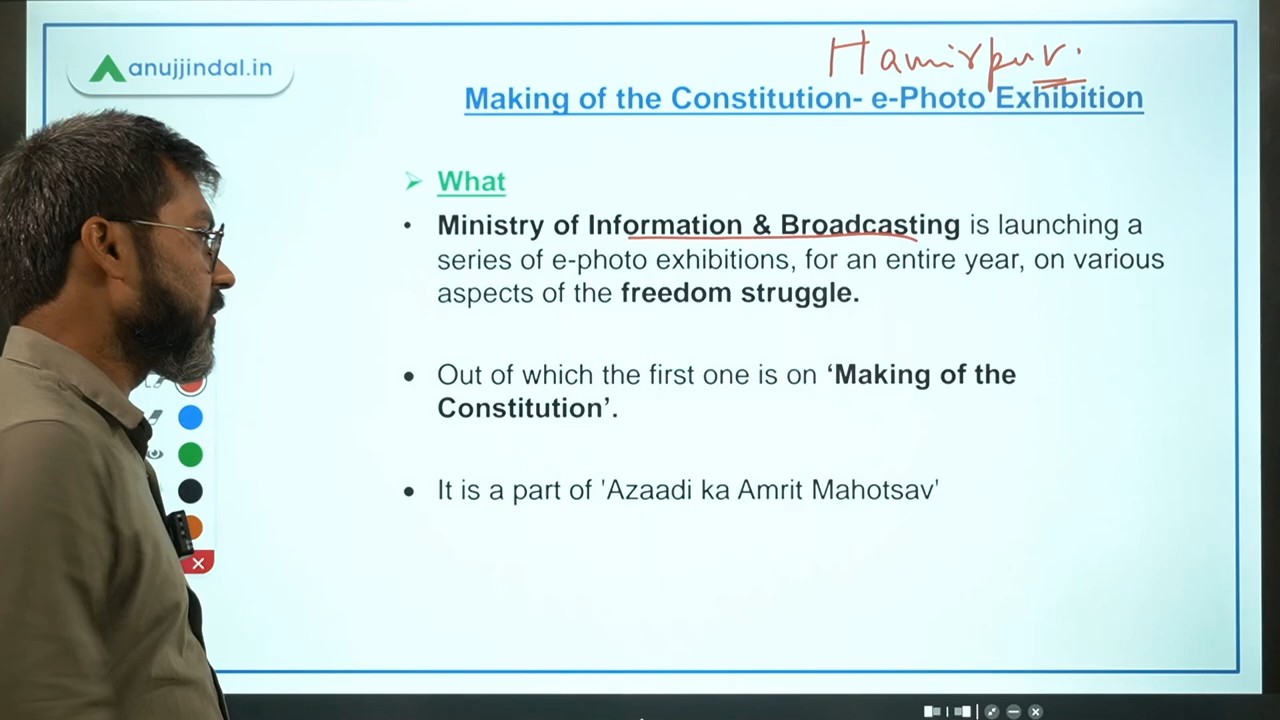 anujjindal.in
Hamirpur.
Making of the Constitution- e-Photo Exhibition
➢ What
• Ministry of Information & Broadcasting is launching a
series of e-photo exhibitions, for an entire year, on various
aspects of the freedom struggle.
• Out of which the first one is on ‘Making of the
Constitution’.
• It is a part of 'Azaadi ka Amrit Mahotsav'